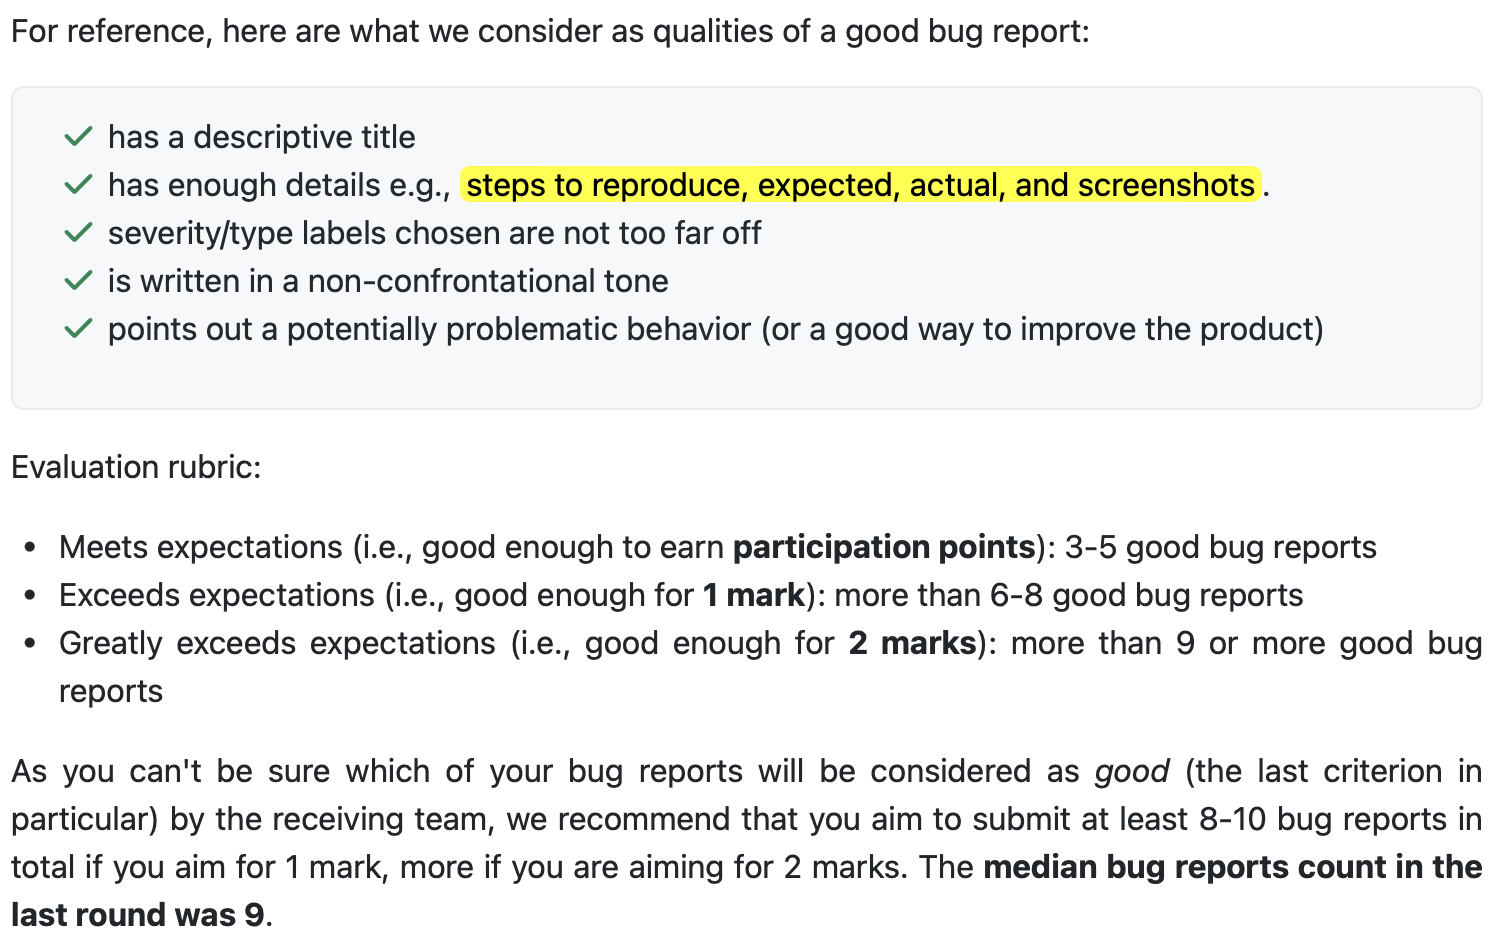 For reference, here are what we consider as qualities of a good bug report:
has a descriptive title
has enough details e.g., steps to reproduce, expected, actual, and screenshots.
severity/type labels chosen are not too far off
is written in a non-confrontational tone
points out a potentially problematic behavior (or a good way to improve the product)
Evaluation rubric:
• Meets expectations (i.e., good enough to earn participation points): 3-5 good bug reports
• Exceeds expectations (i.e., good enough for 1 mark): more than 6-8 good bug reports
• Greatly exceeds expectations (i.e., good enough for 2 marks): more than 9 or more good bug
reports
As you can't be sure which of your bug reports will be considered as good (the last criterion in
particular) by the receiving team, we recommend that you aim to submit at least 8-10 bug reports in
total if you aim for 1 mark, more if you are aiming for 2 marks. The median bug reports count in the
last round was 9.